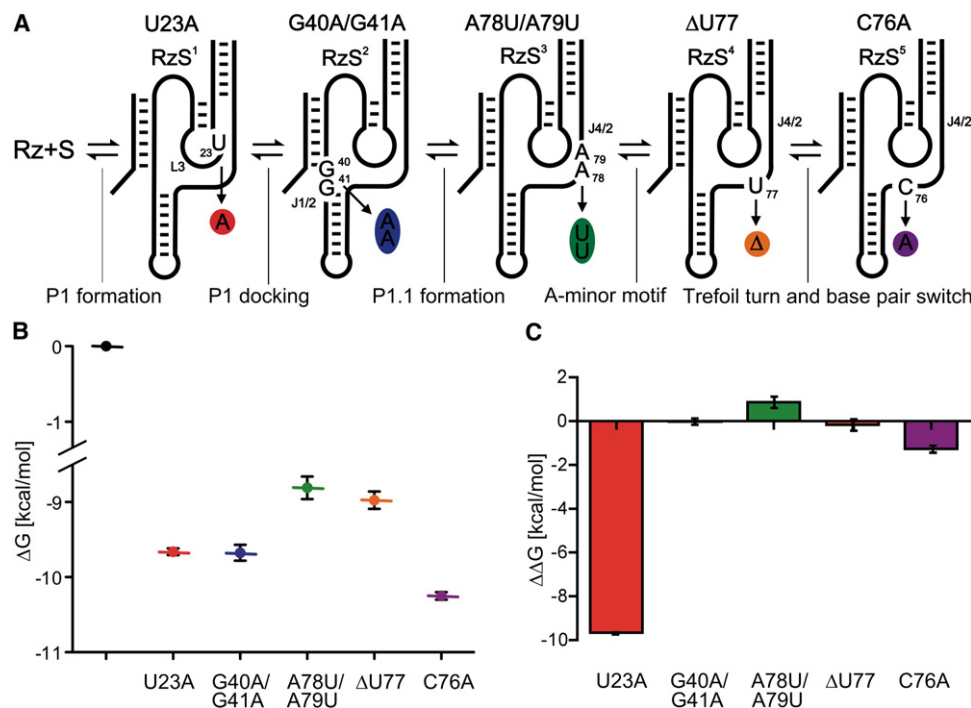 A
U23A G40A/G41A A78U/A79U ΔU77 C76A
RzS¹ RzS² RzS³ RzS⁴ RzS⁵
J4/2 J4/2 J4/2
Rz+S
L3 23 U
G 40
G 41
J1/2
A 79
A 78
U 77
C 76
A
A
A
U
U
Δ
A
P1 formation P1 docking P1.1 formation A-minor motif Trefoil turn and base pair switch
B
ΔG [kcal/mol]
0
-1
-9
-10
-11
U23A G40A/ A78U/ ΔU77 C76A
G41A A79U
C
ΔΔG [kcal/mol]
2
0
-2
-4
-6
-8
-10
U23A G40A/ A78U/ ΔU77 C76A
G41A A79U